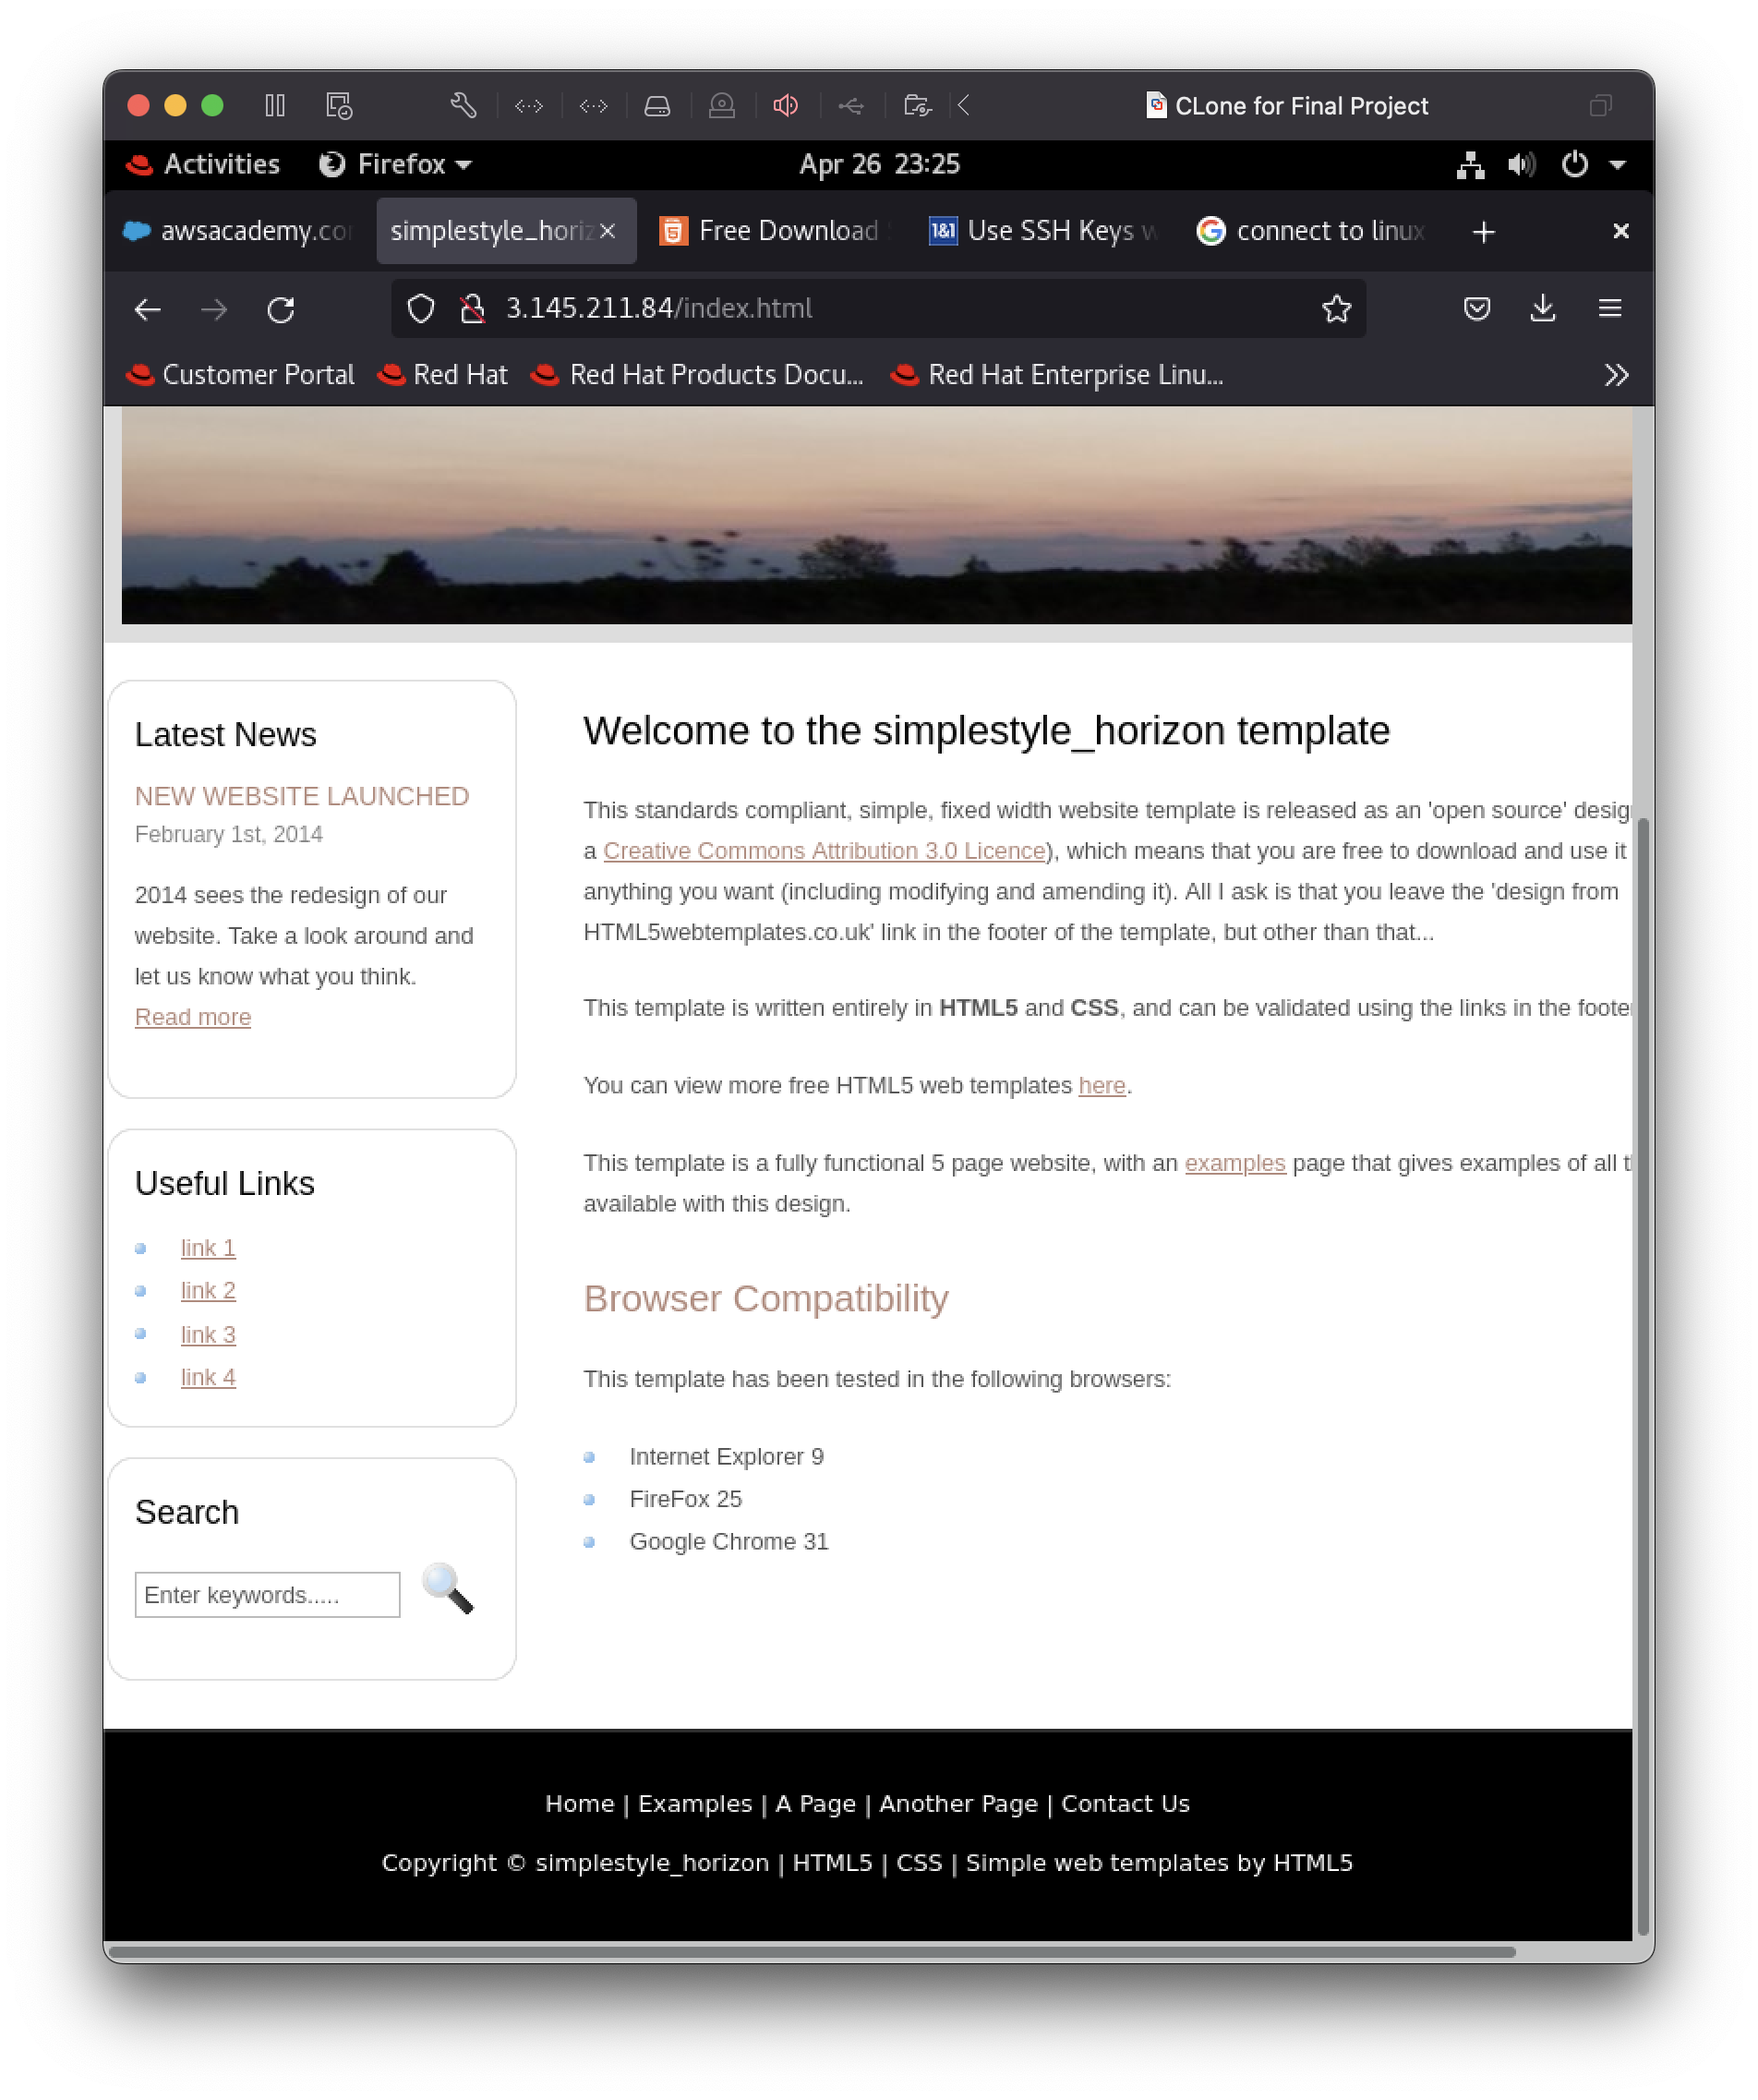 CLone for Final Project
Activities Firefox Apr 26 23:25
awsacademy.co simplestyle_horiz Free Download Use SSH Keys w connect to linux
3.145.211.84/index.html
Customer Portal Red Hat Red Hat Products Docu... Red Hat Enterprise Linu...
Latest News
NEW WEBSITE LAUNCHED
February 1st, 2014
2014 sees the redesign of our
website. Take a look around and
let us know what you think.
Read more
Useful Links
link 1
link 2
link 3
link 4
Search
Enter keywords.....
Welcome to the simplestyle_horizon template
This standards compliant, simple, fixed width website template is released as an 'open source' desig
a Creative Commons Attribution 3.0 Licence), which means that you are free to download and use it
anything you want (including modifying and amending it). All I ask is that you leave the 'design from
HTML5webtemplates.co.uk' link in the footer of the template, but other than that...
This template is written entirely in HTML5 and CSS, and can be validated using the links in the footer
You can view more free HTML5 web templates here.
This template is a fully functional 5 page website, with an examples page that gives examples of all t
available with this design.
Browser Compatibility
This template has been tested in the following browsers:
Internet Explorer 9
FireFox 25
Google Chrome 31
Home | Examples | A Page | Another Page | Contact Us
Copyright © simplestyle_horizon | HTML5 | CSS | Simple web templates by HTML5